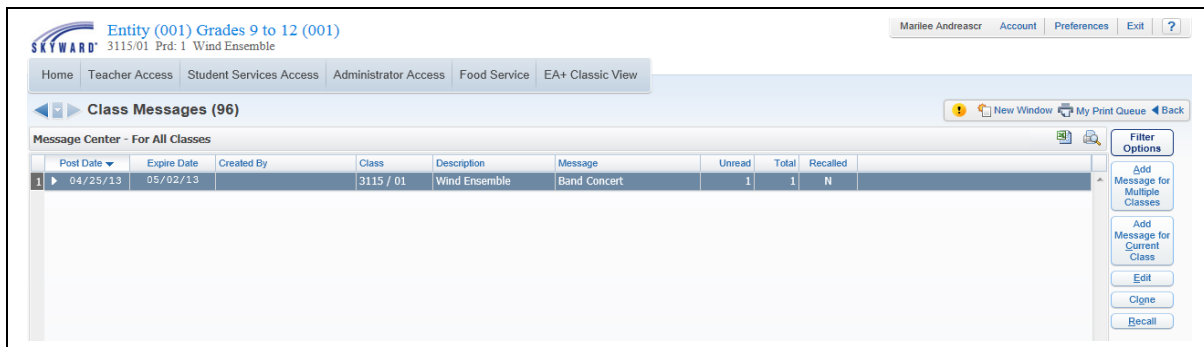 SKYWARD®
Entity (001) Grades 9 to 12 (001)
3115/01 Prd: 1 Wind Ensemble
Marilee Andreascr Account Preferences Exit ?
Home Teacher Access Student Services Access Administrator Access Food Service EA+ Classic View
Class Messages (96)
! New Window My Print Queue Back
Message Center - For All Classes
Post Date Expire Date Created By Class Description Message Unread Total Recalled
1 04/25/13 05/02/13 3115 / 01 Wind Ensemble Band Concert 1 1 N
Filter
Options
Add
Message for
Multiple
Classes
Add
Message for
Current
Class
Edit
Clone
Recall